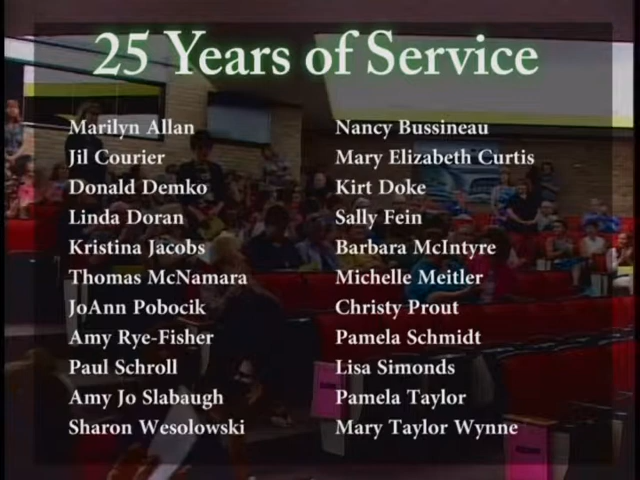 25 Years of Service
Marilyn Allan
Jil Courier
Donald Demko
Linda Doran
Kristina Jacobs
Thomas McNamara
JoAnn Pobocik
Amy Rye-Fisher
Paul Schroll
Amy Jo Slabaugh
Sharon Wesolowski
Nancy Bussineau
Mary Elizabeth Curtis
Kirt Doke
Sally Fein
Barbara McIntyre
Michelle Meitler
Christy Prout
Pamela Schmidt
Lisa Simonds
Pamela Taylor
Mary Taylor Wynne